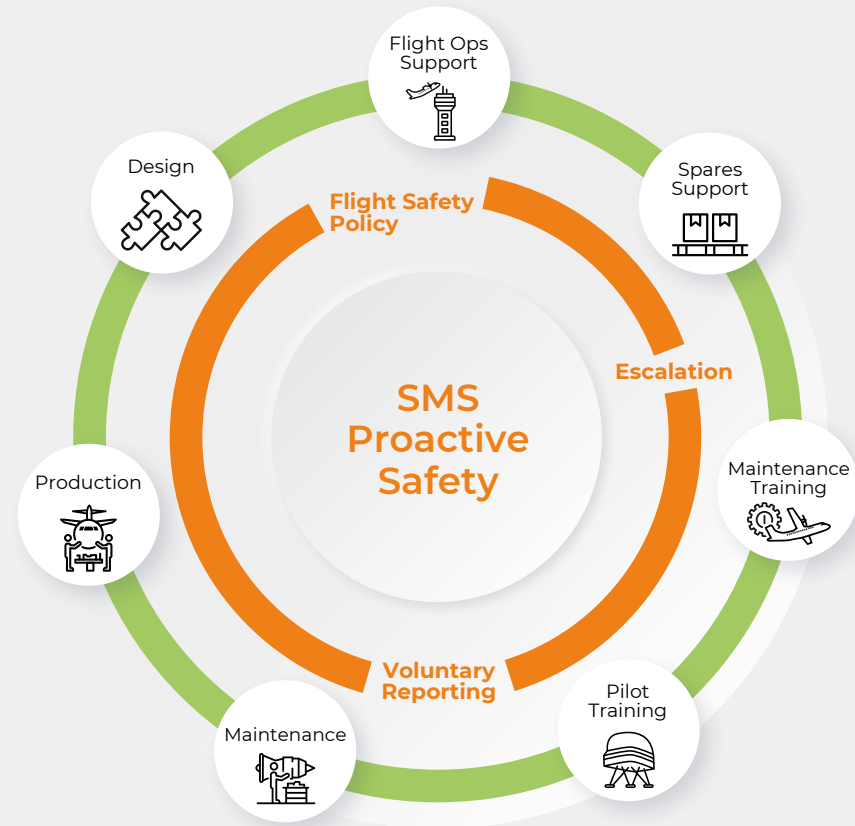 Flight Ops
Support
Design
Spares
Support
Flight Safety
Policy
Escalation
SMS
Proactive
Safety
Maintenance
Training
Production
Voluntary
Reporting
Pilot
Training
Maintenance